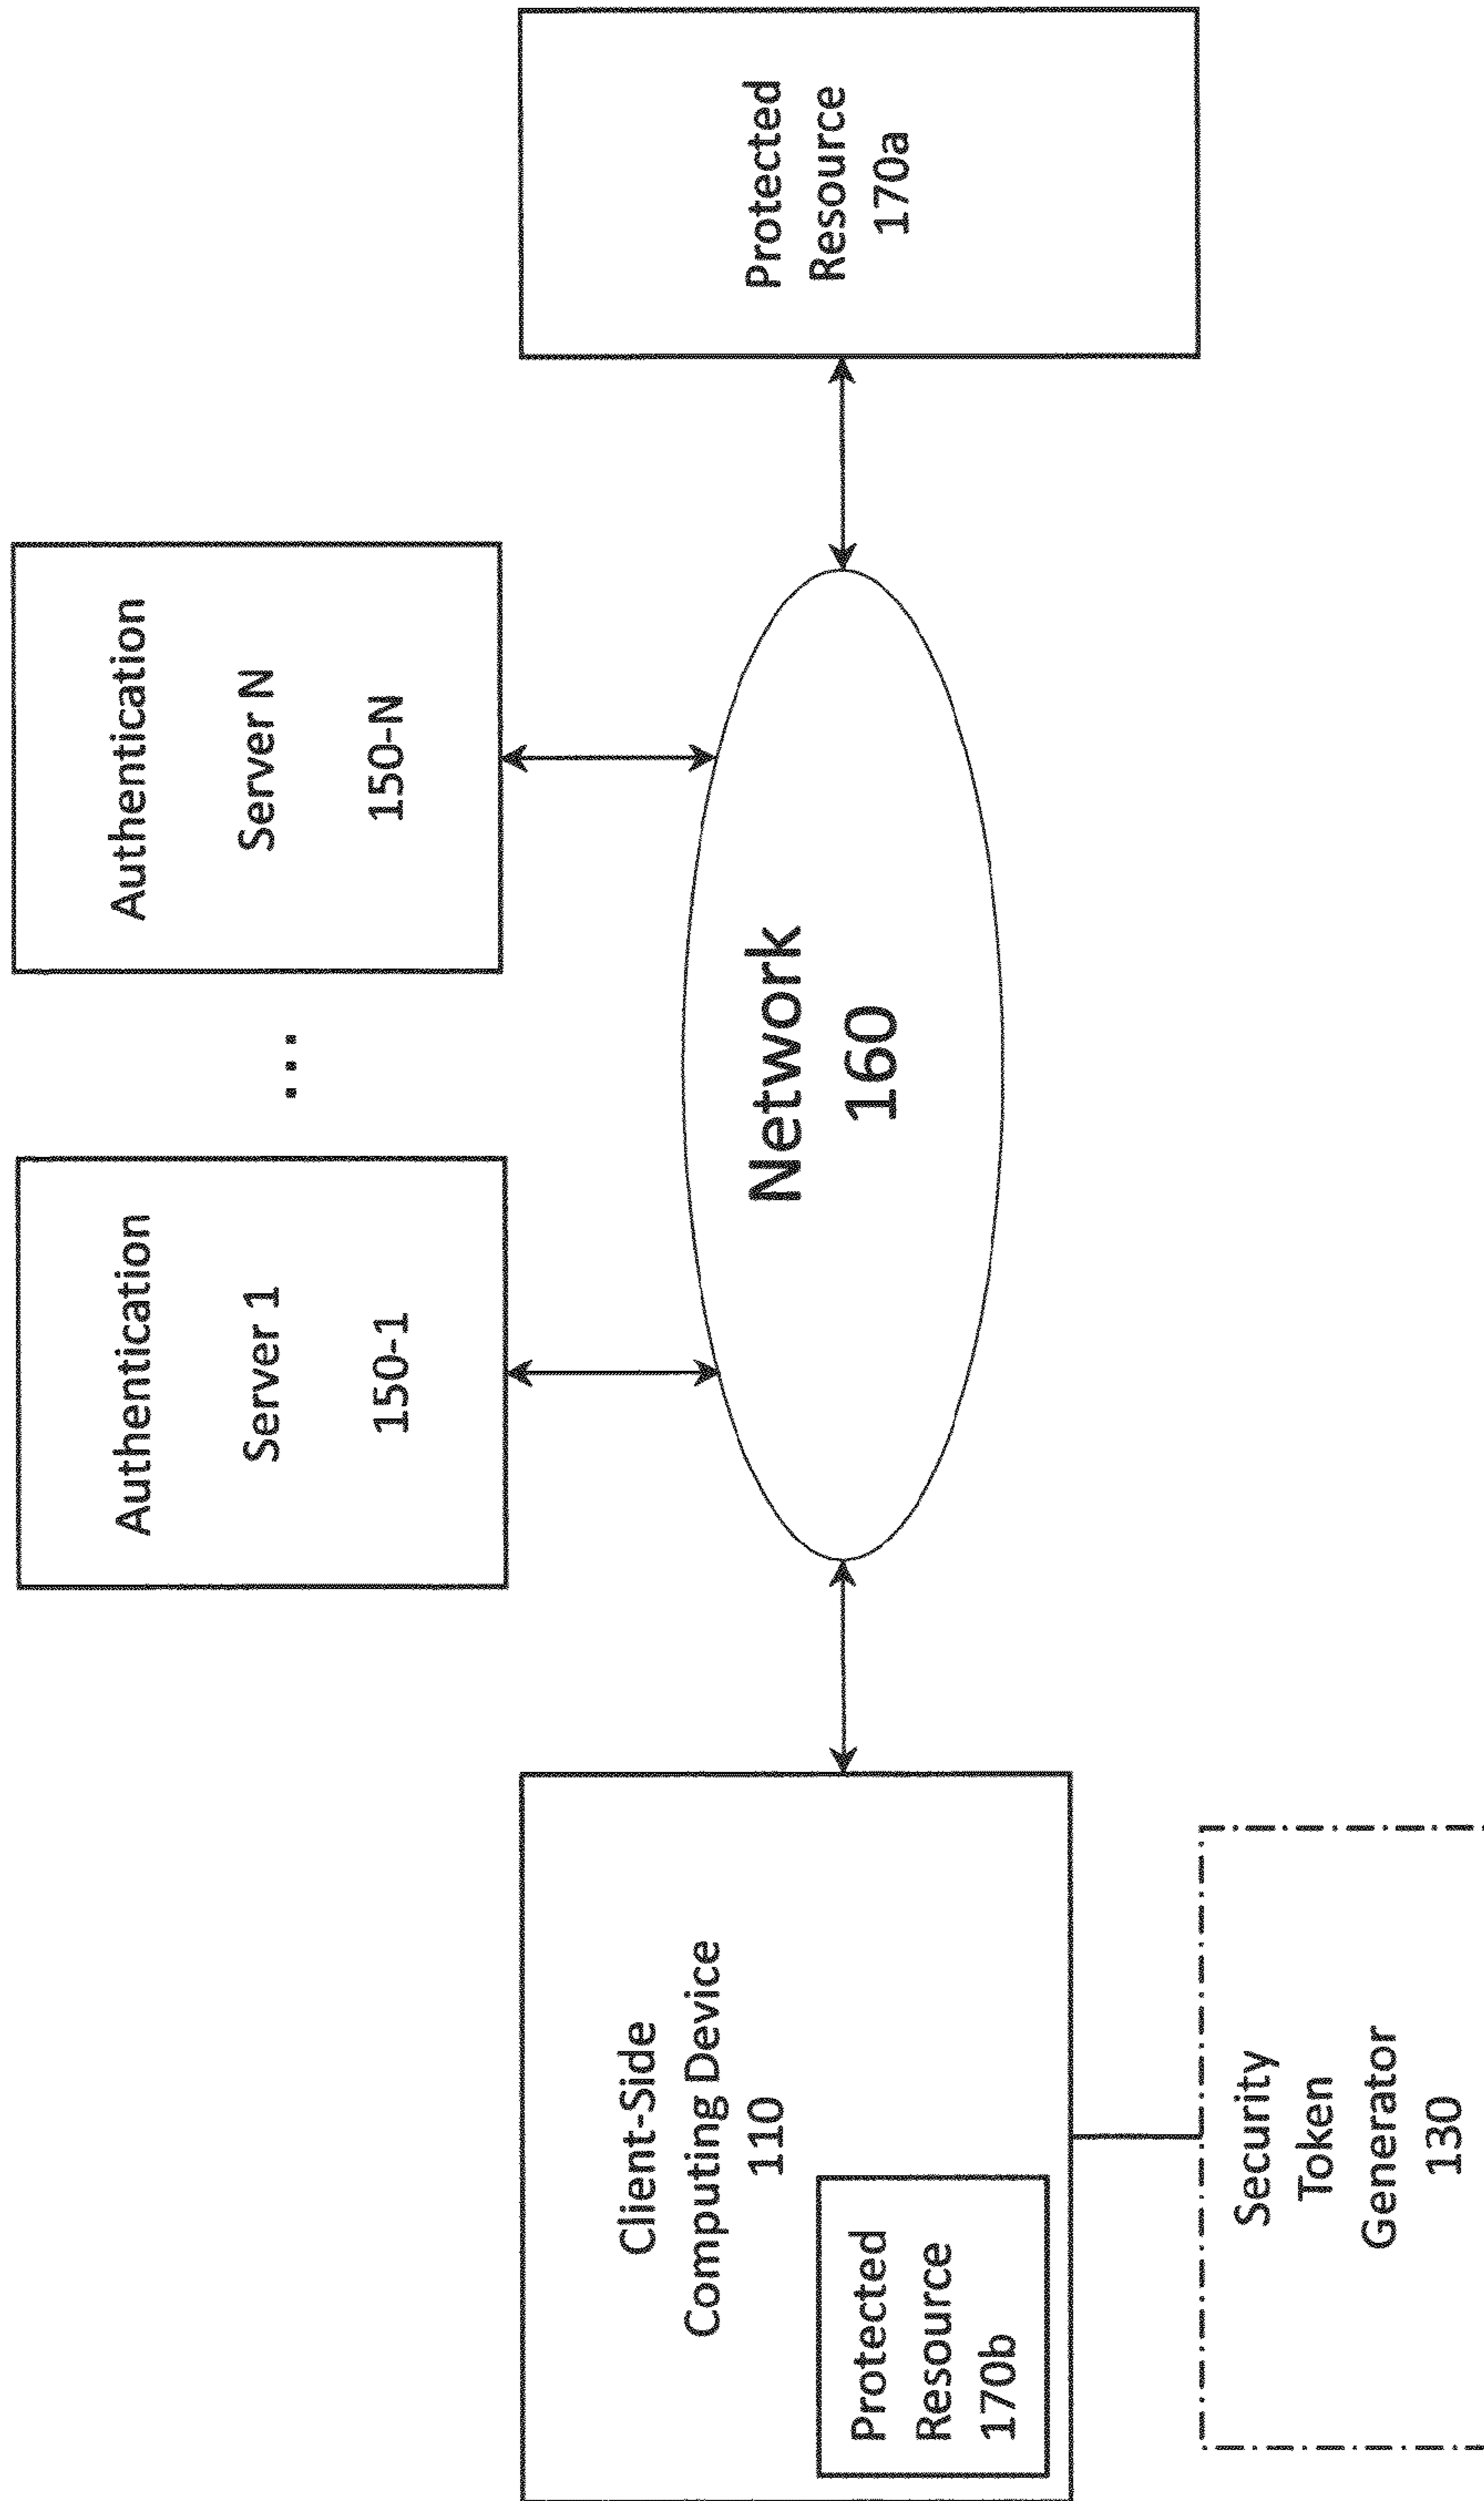 Authentication
Server 1
150-1
...
Authentication
Server N
150-N
Client-Side
Computing Device
110
Protected
Resource
170b
Network
160
Protected
Resource
170a
Security
Token
Generator
130